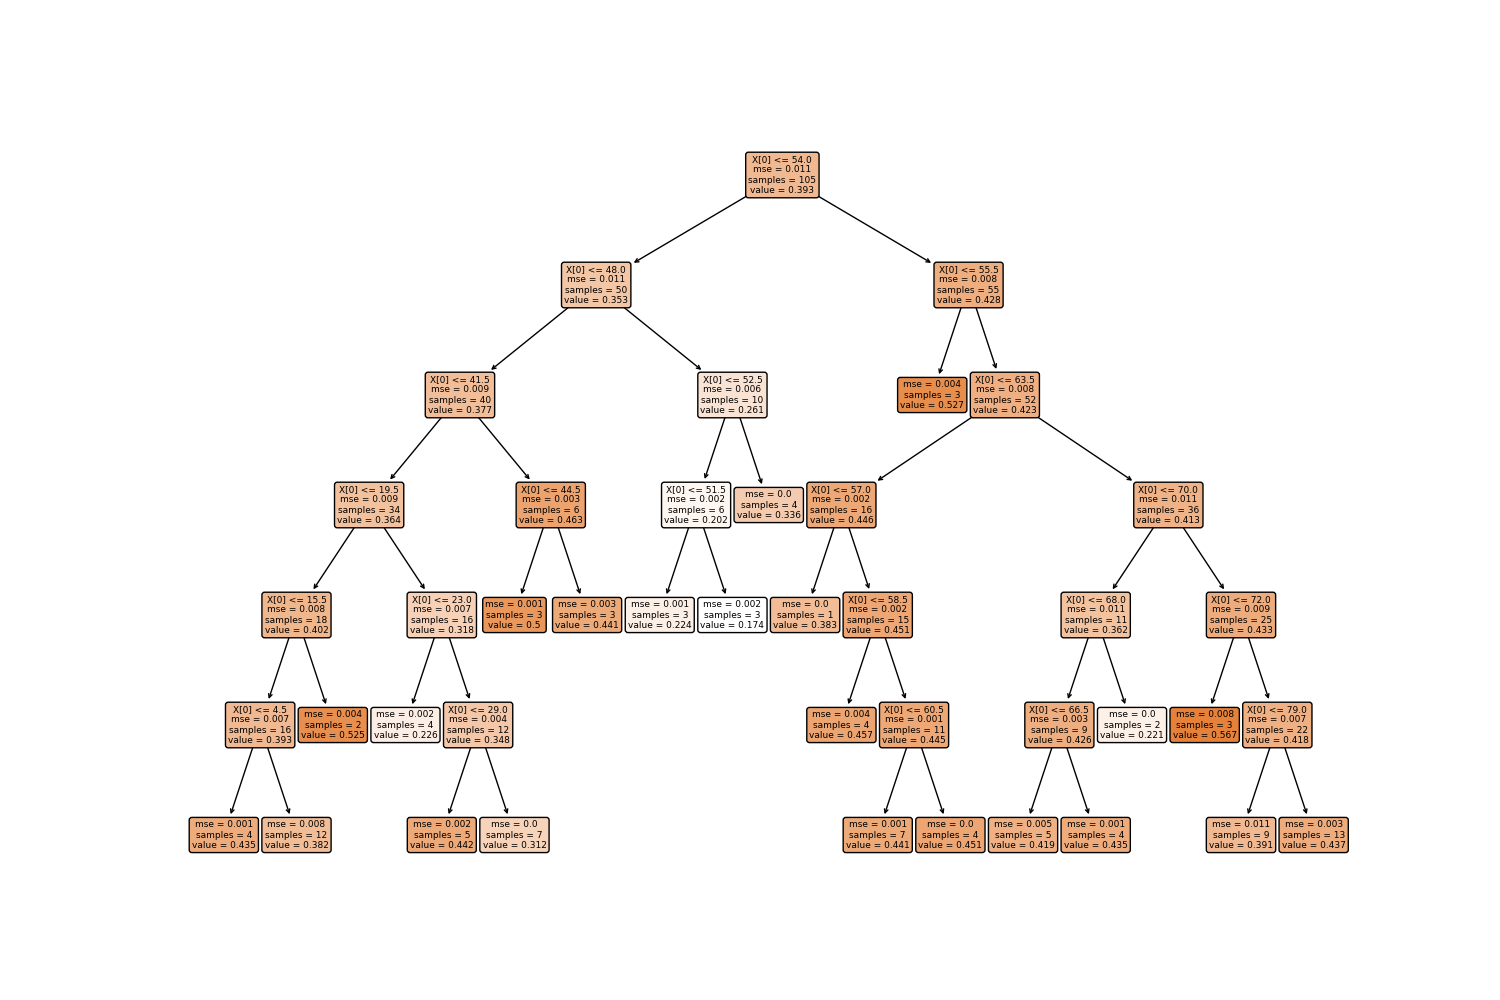 X[0] <= 54.0
mse = 0.011
samples = 105
value = 0.393
X[0] <= 48.0
mse = 0.011
samples = 50
value = 0.353
X[0] <= 55.5
mse = 0.008
samples = 55
value = 0.428
X[0] <= 41.5
mse = 0.009
samples = 40
value = 0.377
X[0] <= 52.5
mse = 0.006
samples = 10
value = 0.261
mse = 0.004
samples = 3
value = 0.527
X[0] <= 63.5
mse = 0.008
samples = 52
value = 0.423
X[0] <= 19.5
mse = 0.009
samples = 34
value = 0.364
X[0] <= 44.5
mse = 0.003
samples = 6
value = 0.463
X[0] <= 51.5
mse = 0.002
samples = 6
value = 0.202
mse = 0.0
samples = 4
value = 0.336
X[0] <= 57.0
mse = 0.002
samples = 16
value = 0.446
X[0] <= 70.0
mse = 0.011
samples = 36
value = 0.413
X[0] <= 15.5
mse = 0.008
samples = 18
value = 0.402
X[0] <= 23.0
mse = 0.007
samples = 16
value = 0.318
mse = 0.001
samples = 3
value = 0.5
mse = 0.003
samples = 3
value = 0.441
mse = 0.001
samples = 3
value = 0.224
mse = 0.002
samples = 3
value = 0.174
mse = 0.0
samples = 1
value = 0.383
X[0] <= 58.5
mse = 0.002
samples = 15
value = 0.451
X[0] <= 68.0
mse = 0.011
samples = 11
value = 0.362
X[0] <= 72.0
mse = 0.009
samples = 25
value = 0.433
X[0] <= 4.5
mse = 0.007
samples = 16
value = 0.393
mse = 0.004
samples = 2
value = 0.525
mse = 0.002
samples = 4
value = 0.226
X[0] <= 29.0
mse = 0.004
samples = 12
value = 0.348
mse = 0.004
samples = 4
value = 0.457
X[0] <= 60.5
mse = 0.001
samples = 11
value = 0.445
X[0] <= 66.5
mse = 0.003
samples = 9
value = 0.426
mse = 0.0
samples = 2
value = 0.221
mse = 0.008
samples = 3
value = 0.567
X[0] <= 79.0
mse = 0.007
samples = 22
value = 0.418
mse = 0.001
samples = 4
value = 0.435
mse = 0.008
samples = 12
value = 0.382
mse = 0.002
samples = 5
value = 0.442
mse = 0.0
samples = 7
value = 0.312
mse = 0.001
samples = 7
value = 0.441
mse = 0.0
samples = 4
value = 0.451
mse = 0.005
samples = 5
value = 0.419
mse = 0.001
samples = 4
value = 0.435
mse = 0.011
samples = 9
value = 0.391
mse = 0.003
samples = 13
value = 0.437